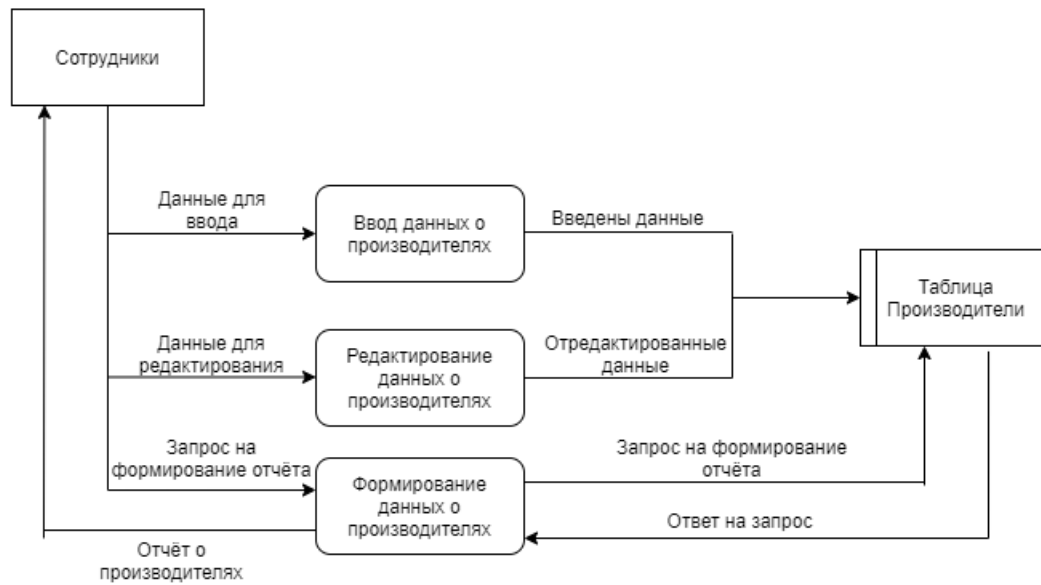 Сотрудники
Данные для
ввода
Ввод данных о
производителях
Введены данные
Таблица
Производители
Данные для
редактирования
Редактирование
данных о
производителях
Отредактированные
данные
Запрос на
формирование отчёта
Формирование
данных о
производителях
Запрос на формирование
отчёта
Ответ на запрос
Отчёт о
производителях